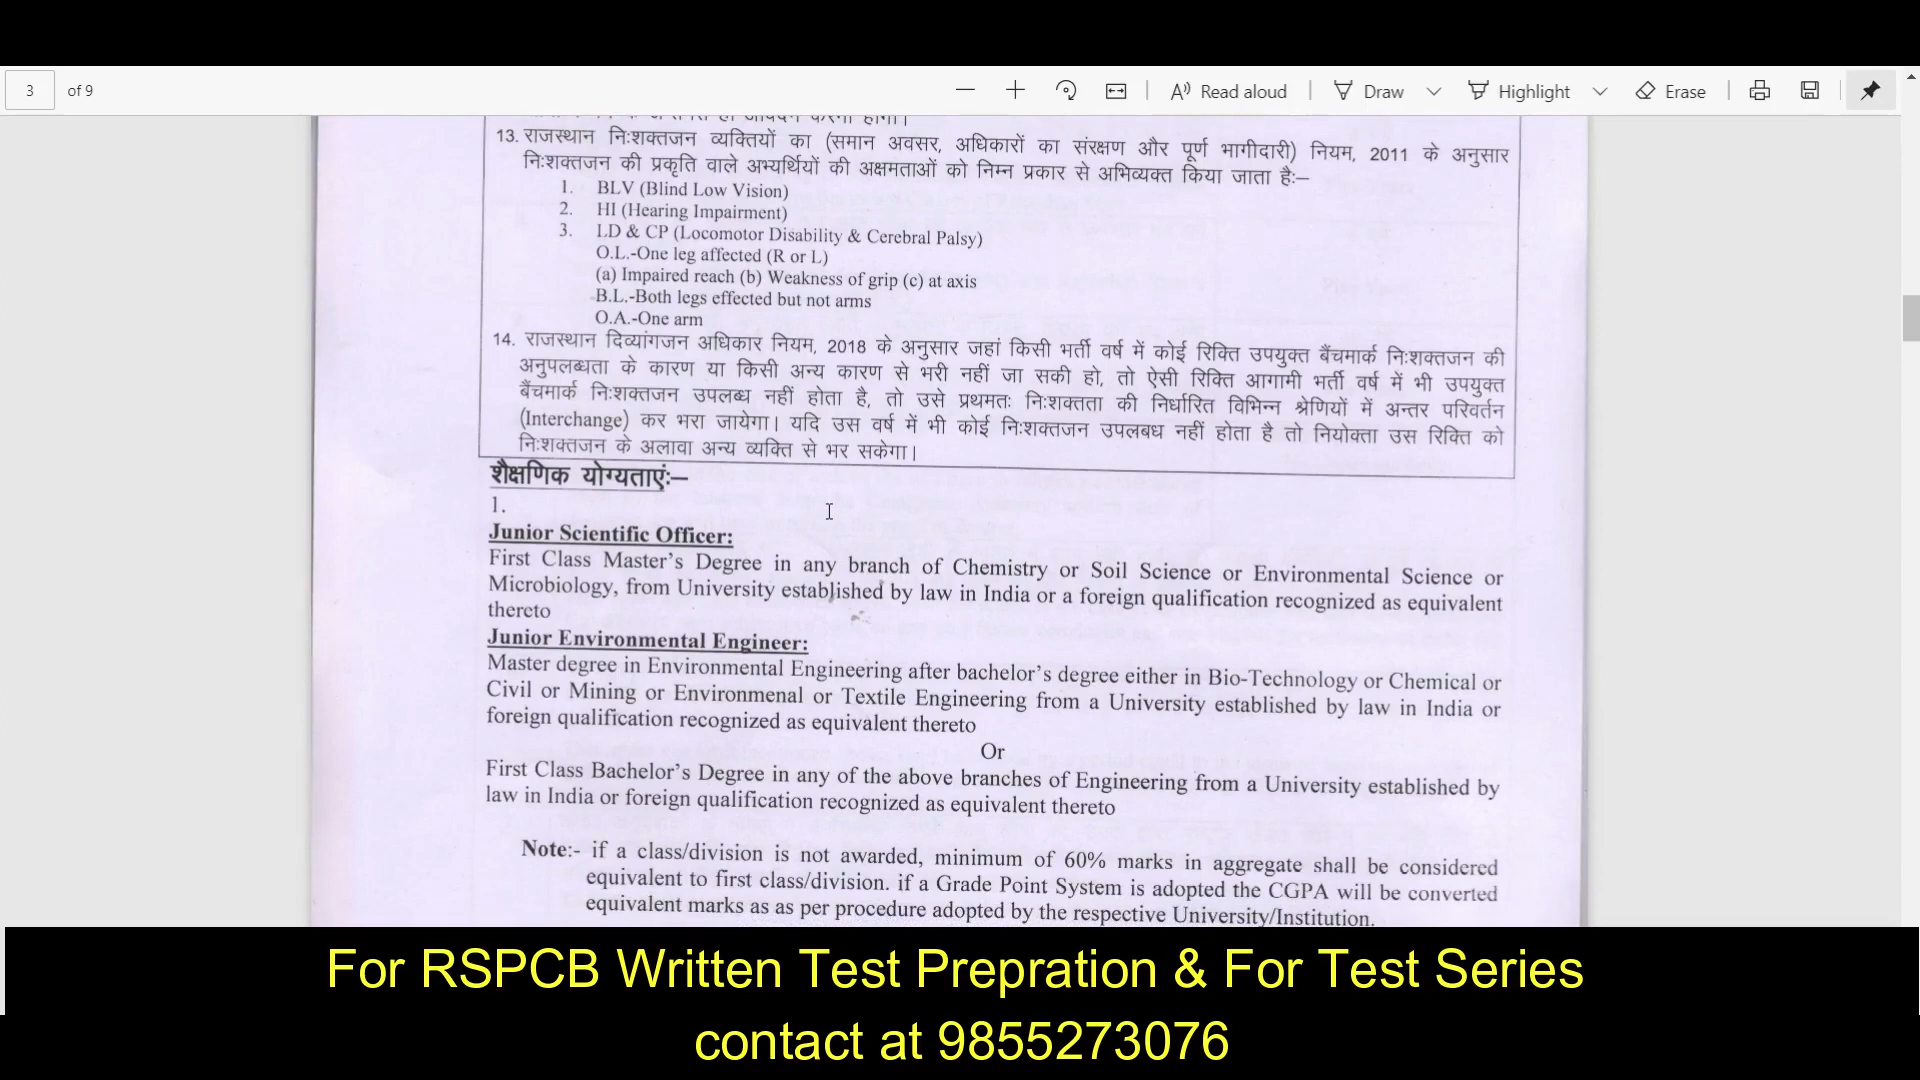 3 of 9 Read aloud Draw Highlight Erase
13. राजस्थान निःशक्तजन व्यक्तियों का (समान अवसर, अधिकारों का संरक्षण और पूर्ण भागीदारी) नियम, 2011 के अनुसार
निःशक्तजन की प्रकृति वाले अभ्यर्थियों की अक्षमताओं को निम्न प्रकार से अभिव्यक्त किया जाता हैः–
1. BLV (Blind Low Vision)
2. HI (Hearing Impairment)
3. LD & CP (Locomotor Disability & Cerebral Palsy)
O.L.-One leg affected (R or L)
(a) Impaired reach (b) Weakness of grip (c) at axis
B.L.-Both legs effected but not arms
O.A.-One arm
14. राजस्थान दिव्यांगजन अधिकार नियम, 2018 के अनुसार जहां किसी भर्ती वर्ष में कोई रिक्ति उपयुक्त बैंचमार्क निःशक्तजन की
अनुपलब्धता के कारण या किसी अन्य कारण से भरी नहीं जा सकी हो, तो ऐसी रिक्ति आगामी भर्ती वर्ष में भी उपयुक्त
बैंचमार्क निःशक्तजन उपलब्ध नहीं होता है, तो उसे प्रथमतः निःशक्तता की निर्धारित विभिन्न श्रेणियों में अन्तर परिवर्तन
(Interchange) कर भरा जायेगा। यदि उस वर्ष में भी कोई निःशक्तजन उपलबध नहीं होता है तो नियोक्ता उस रिक्ति को
निःशक्तजन के अलावा अन्य व्यक्ति से भर सकेगा।
शैक्षणिक योग्यताएंः–
1.
Junior Scientific Officer:
First Class Master's Degree in any branch of Chemistry or Soil Science or Environmental Science or
Microbiology, from University established by law in India or a foreign qualification recognized as equivalent
thereto
Junior Environmental Engineer:
Master degree in Environmental Engineering after bachelor's degree either in Bio-Technology or Chemical or
Civil or Mining or Environmenal or Textile Engineering from a University established by law in India or
foreign qualification recognized as equivalent thereto
Or
First Class Bachelor's Degree in any of the above branches of Engineering from a University established by
law in India or foreign qualification recognized as equivalent thereto
Note:- if a class/division is not awarded, minimum of 60% marks in aggregate shall be considered
equivalent to first class/division. if a Grade Point System is adopted the CGPA will be converted
equivalent marks as as per procedure adopted by the respective University/Institution.
For RSPCB Written Test Prepration & For Test Series
contact at 9855273076